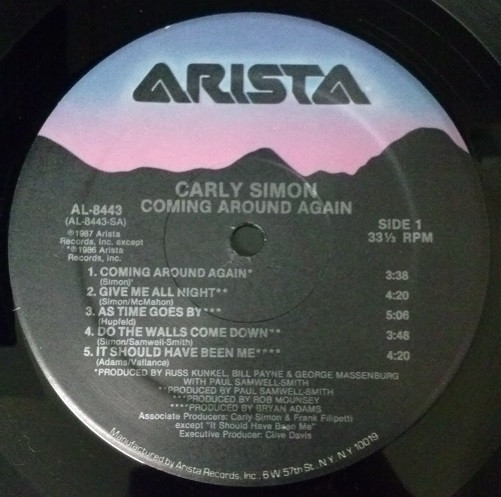 ARISTA
CARLY SIMON
COMING AROUND AGAIN
AL-8443
(AL-8443-SA)
℗1987 Arista
Records, Inc. except
*℗1986 Arista
Records, Inc.
SIDE 1
33⅓ RPM
1. COMING AROUND AGAIN* 3:38
(Simon)
2. GIVE ME ALL NIGHT** 4:20
(Simon/McMahon)
3. AS TIME GOES BY*** 5:06
(Hupfeld)
4. DO THE WALLS COME DOWN** 3:48
(Simon/Samwell-Smith)
5. IT SHOULD HAVE BEEN ME**** 4:20
(Adams/Vallance)
*PRODUCED BY RUSS KUNKEL, BILL PAYNE & GEORGE MASSENBURG
WITH PAUL SAMWELL-SMITH
**PRODUCED BY PAUL SAMWELL-SMITH
***PRODUCED BY ROB MOUNSEY
****PRODUCED BY BRYAN ADAMS
Associate Producers: Carly Simon & Frank Filipetti
except "It Should Have Been Me"
Executive Producer: Clive Davis
Manufactured by Arista Records, Inc., 6 W 57th St., N.Y., N.Y. 10019